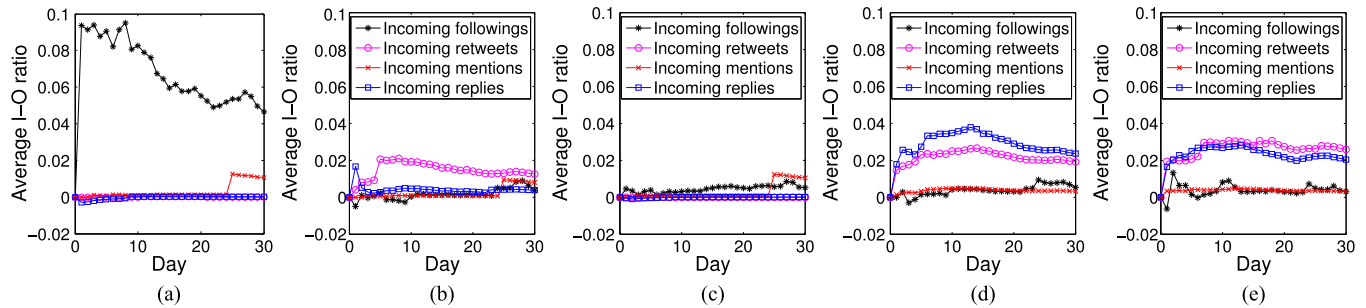 Average I−O ratio
0.1
0.08
0.06
0.04
0.02
0
−0.02
0
10
20
30
Day
(a)
Average I−O ratio
0.1
0.08
0.06
0.04
0.02
0
−0.02
Incoming followings
Incoming retweets
Incoming mentions
Incoming replies
0
10
20
30
Day
(b)
Average I−O ratio
0.1
0.08
0.06
0.04
0.02
0
−0.02
Incoming followings
Incoming retweets
Incoming mentions
Incoming replies
0
10
20
30
Day
(c)
Average I−O ratio
0.1
0.08
0.06
0.04
0.02
0
−0.02
Incoming followings
Incoming retweets
Incoming mentions
Incoming replies
0
10
20
30
Day
(d)
Average I−O ratio
0.1
0.08
0.06
0.04
0.02
0
−0.02
Incoming followings
Incoming retweets
Incoming mentions
Incoming replies
0
10
20
30
Day
(e)